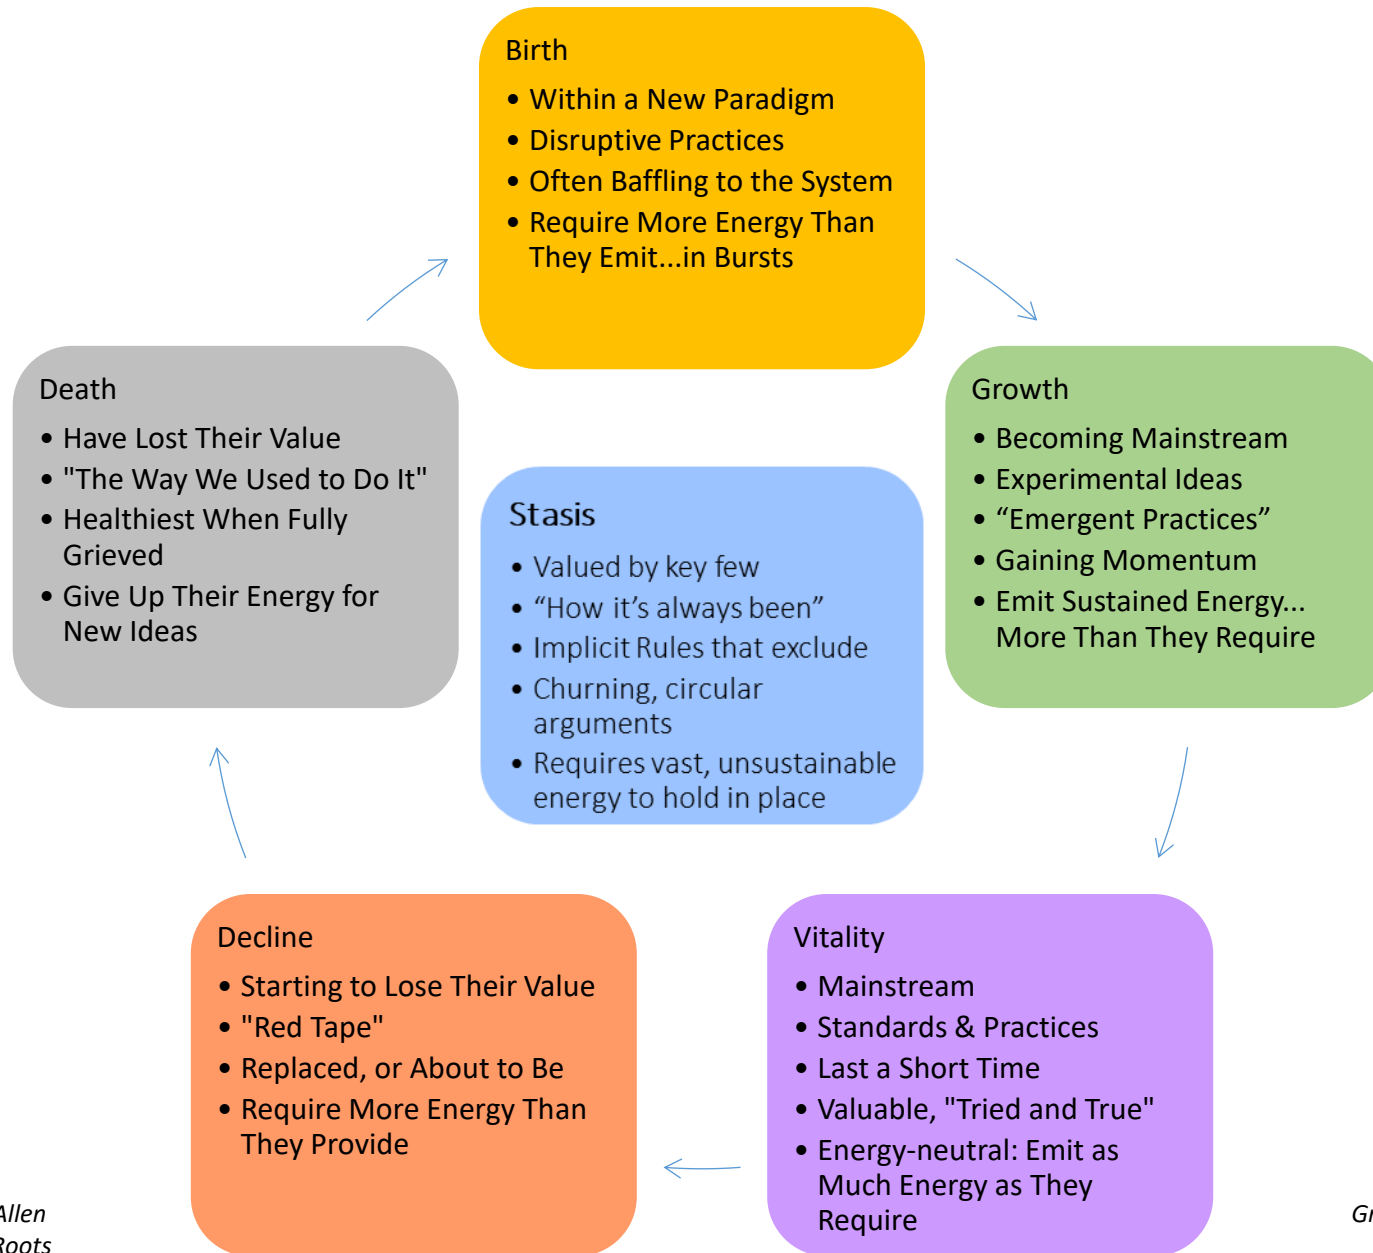 Birth
• Within a New Paradigm
• Disruptive Practices
• Often Baffling to the System
• Require More Energy Than
They Emit...in Bursts
Growth
• Becoming Mainstream
• Experimental Ideas
• “Emergent Practices”
• Gaining Momentum
• Emit Sustained Energy...
More Than They Require
Vitality
• Mainstream
• Standards & Practices
• Last a Short Time
• Valuable, "Tried and True"
• Energy-neutral: Emit as
Much Energy as They
Require
Decline
• Starting to Lose Their Value
• "Red Tape"
• Replaced, or About to Be
• Require More Energy Than
They Provide
Death
• Have Lost Their Value
• "The Way We Used to Do It"
• Healthiest When Fully
Grieved
• Give Up Their Energy for
New Ideas
Stasis
• Valued by key few
• “How it’s always been”
• Implicit Rules that exclude
• Churning, circular
arguments
• Requires vast, unsustainable
energy to hold in place
Allen
Roots